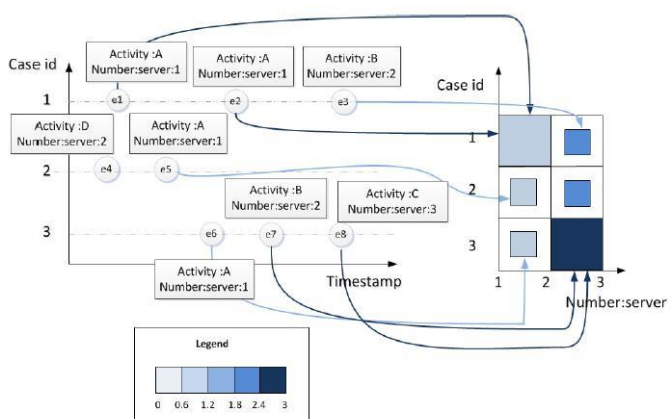 Activity :A
Number:server:1
Activity :A
Number:server:1
Activity :B
Number:server:2
Case id
Case id
1
e1
e2
e3
1
Activity :D
Number:server:2
Activity :A
Number:server:1
2
e4
e5
2
Activity :B
Number:server:2
Activity :C
Number:server:3
3
e6
e7
e8
3
Activity :A
Number:server:1
Timestamp
1
2
3
Number:server
Legend
0 0.6 1.2 1.8 2.4 3